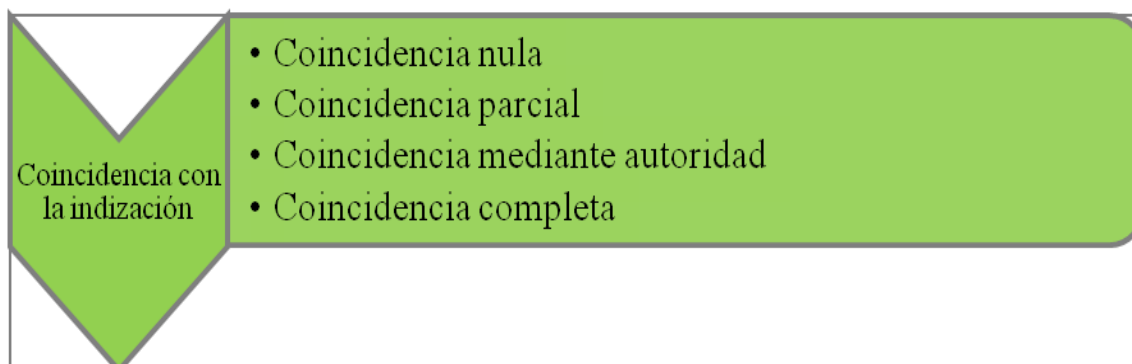 Coincidencia con
la indización
• Coincidencia nula
• Coincidencia parcial
• Coincidencia mediante autoridad
• Coincidencia completa